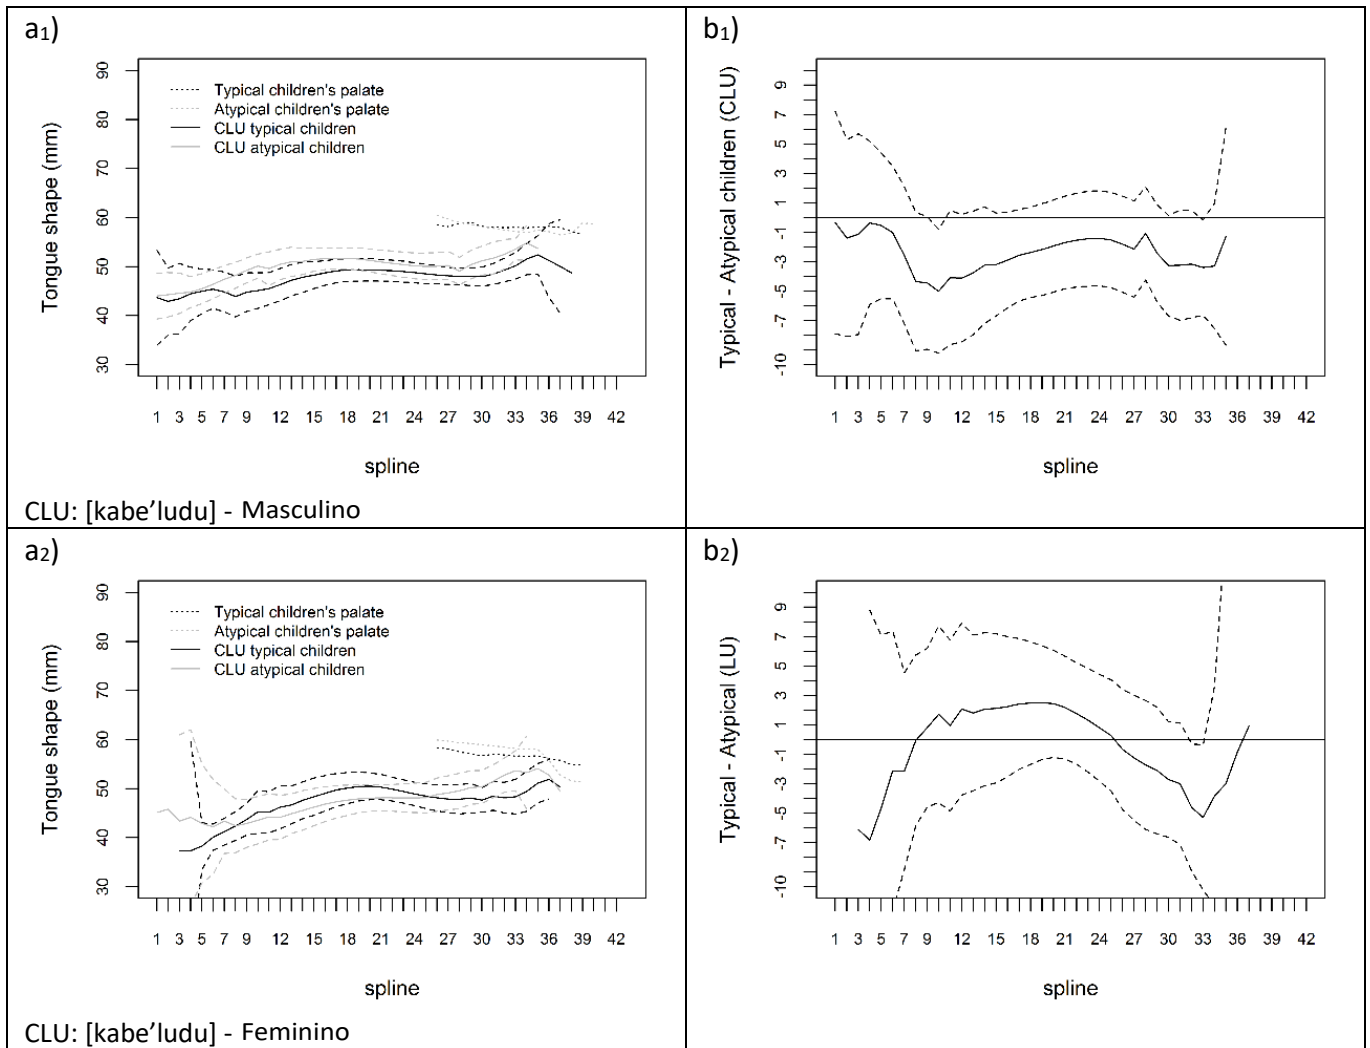 a1)
Tongue shape (mm)
90
80
70
60
50
40
30
Typical children's palate
Atypical children's palate
CLU typical children
CLU atypical children
1 3 5 7 9 12 15 18 21 24 27 30 33 36 39 42
spline
CLU: [kabe'ludu] - Masculino
b1)
Typical - Atypical children (CLU)
9
7
5
3
1
-1
-3
-5
-7
-10
1 3 5 7 9 12 15 18 21 24 27 30 33 36 39 42
spline
a2)
Tongue shape (mm)
90
80
70
60
50
40
30
Typical children's palate
Atypical children's palate
CLU typical children
CLU atypical children
1 3 5 7 9 12 15 18 21 24 27 30 33 36 39 42
spline
CLU: [kabe'ludu] - Feminino
b2)
Typical - Atypical (LU)
9
7
5
3
1
-1
-3
-5
-7
-10
1 3 5 7 9 12 15 18 21 24 27 30 33 36 39 42
spline